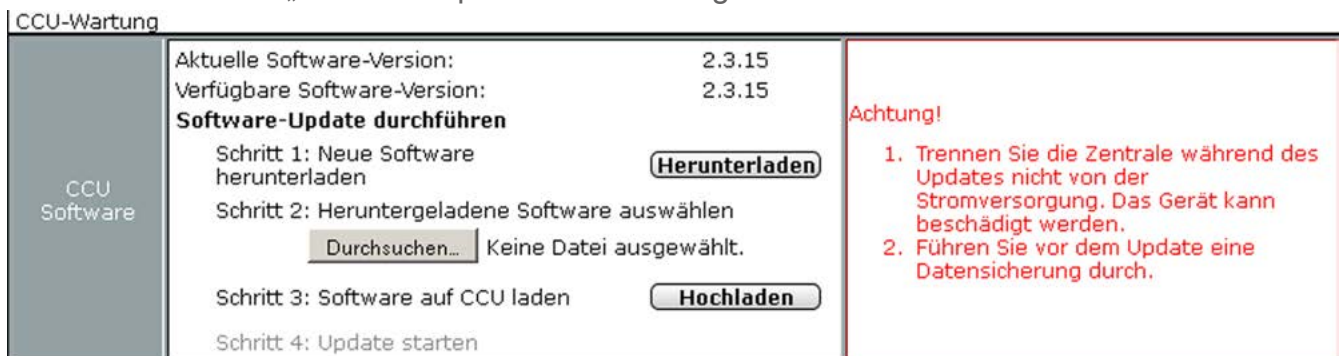 CCU-Wartung
CCU
Software
Aktuelle Software-Version: 2.3.15
Verfügbare Software-Version: 2.3.15
Software-Update durchführen
Schritt 1: Neue Software
herunterladen
Herunterladen
Schritt 2: Heruntergeladene Software auswählen
Durchsuchen... Keine Datei ausgewählt.
Schritt 3: Software auf CCU laden Hochladen
Schritt 4: Update starten
Achtung!
1. Trennen Sie die Zentrale während des
Updates nicht von der
Stromversorgung. Das Gerät kann
beschädigt werden.
2. Führen Sie vor dem Update eine
Datensicherung durch.